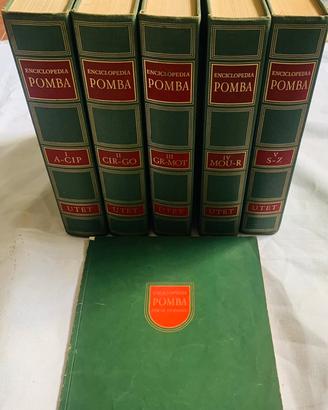 ENCICLOPEDIA
POMBA
I
A-CIP
UTET
ENCICLOPEDIA
POMBA
II
CIR-GO
UTET
ENCICLOPEDIA
POMBA
III
GR-MOT
UTET
ENCICLOPEDIA
POMBA
IV
MOU-R
UTET
ENCICLOPEDIA
POMBA
V
S-Z
UTET
ENCICLOPEDIA
POMBA